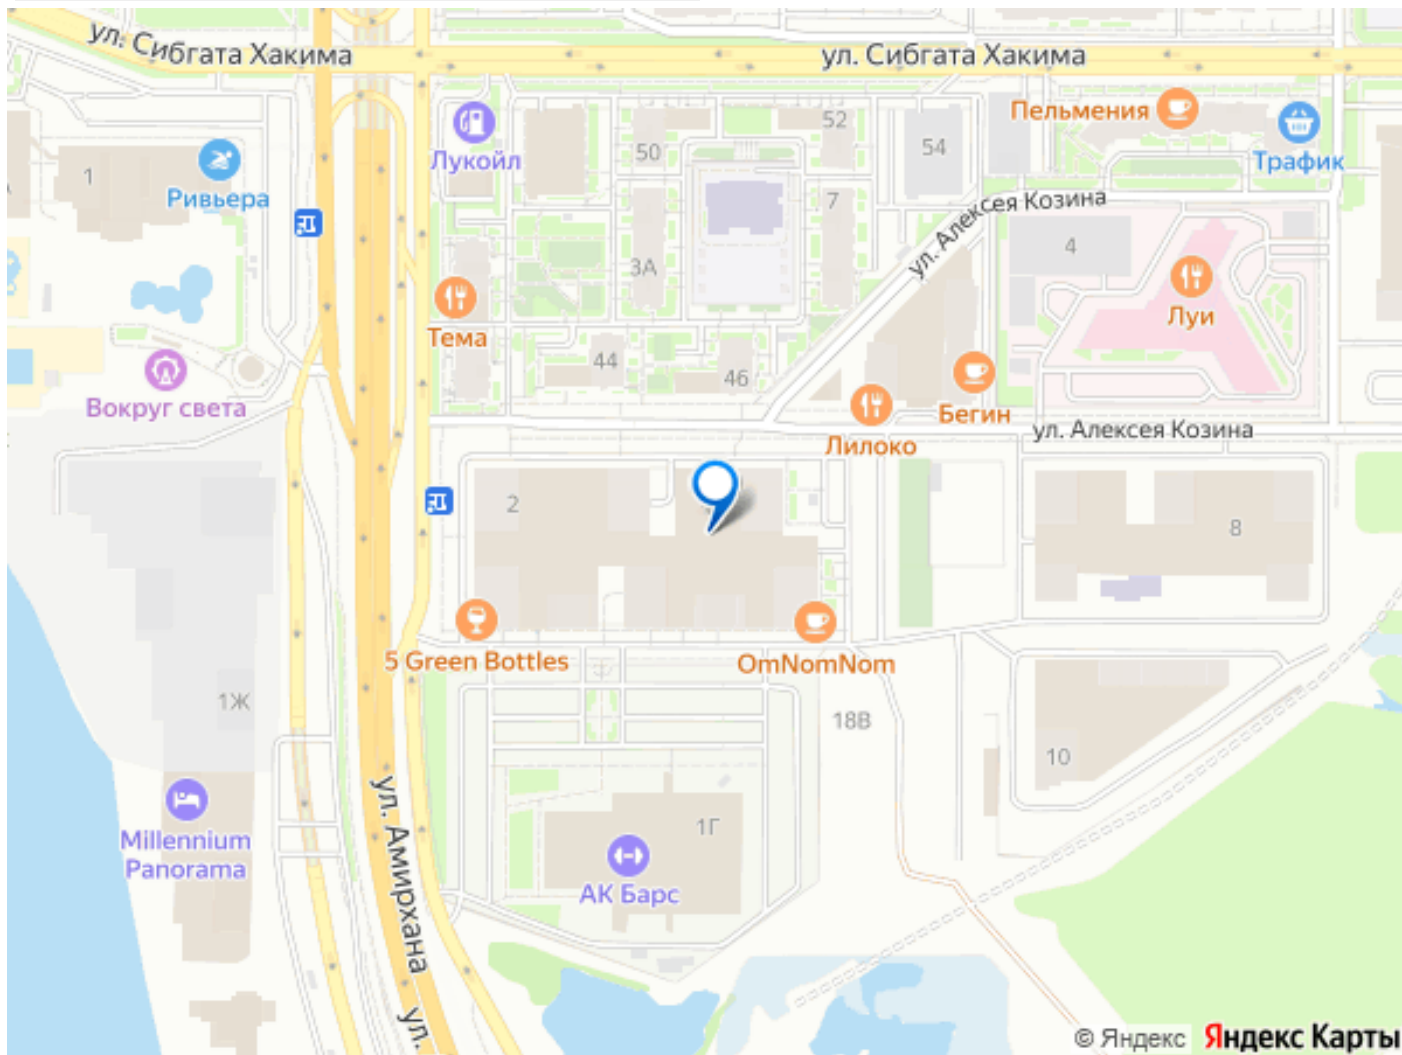 ул. Сибгата Хакима
ул. Сибгата Хакима
Лукойл
52
50
54
Пельмения
Трафик
1
Ривьера
7
ул. Алексея Козина
4
3А
Луи
Тема
44
46
Вокруг света
Бегин
Лилоко
ул. Алексея Козина
2
8
5 Green Bottles
OmNomNom
1Ж
18В
10
ул. Амирхана
ул.
Millennium
Panorama
1Г
АК Барс
© Яндекс Яндекс Карты